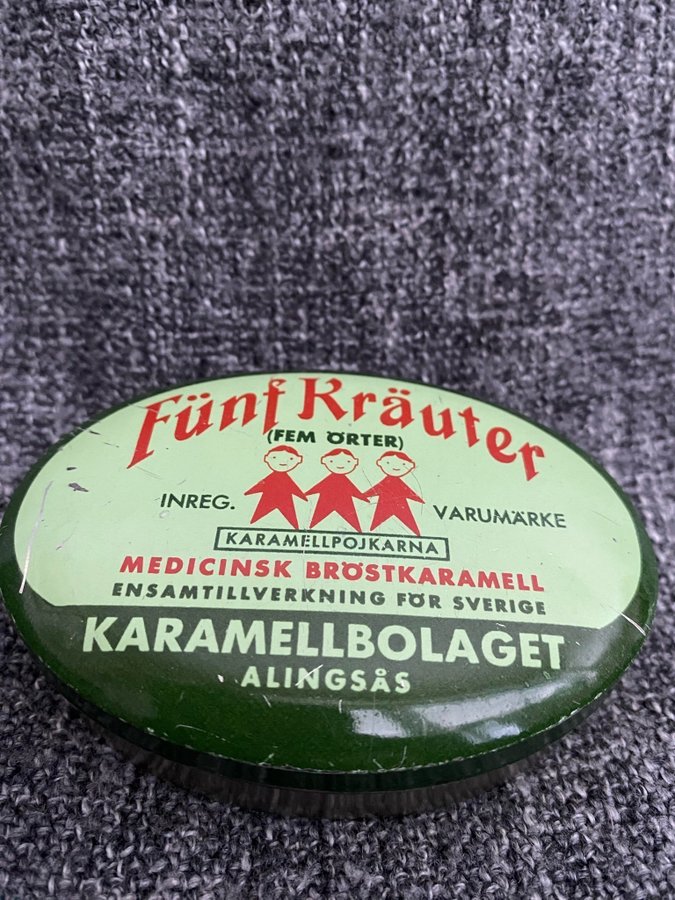 Fünf Kräuter
(FEM ÖRTER)
INREG. VARUMÄRKE
KARAMELLPOJKARNA
MEDICINSK BRÖSTKARAMELL
ENSAMTILLVERKNING FÖR SVERIGE
KARAMELLBOLAGET
ALINGSÅS